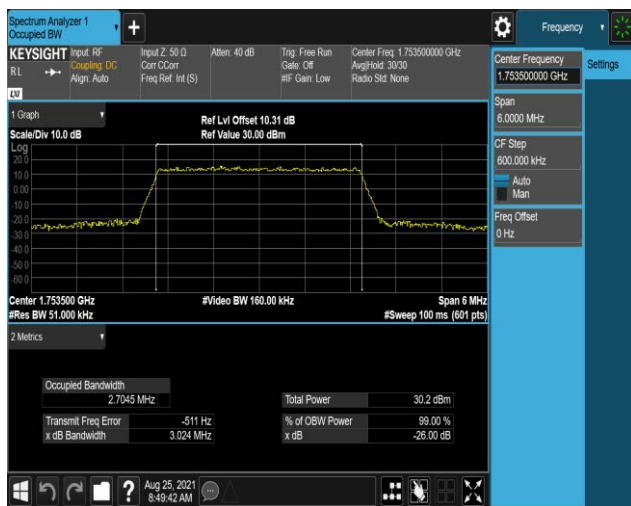 Spectrum Analyzer 1
Occupied BW
+
Frequency
KEYSIGHT
Input: RF
Input Z: 50 Ω
Atten: 40 dB
Trig: Free Run
Center Freq: 1.753500000 GHz
RL
Coupling: DC
Corr CCorr
Gate: Off
Avg|Hold: 30/30
Align: Auto
Freq Ref: Int (S)
#IF Gain: Low
Radio Std: None
LXI
Center Frequency
1.753500000 GHz
Settings
Span
6.0000 MHz
CF Step
600.000 kHz
Auto
Man
Freq Offset
0 Hz
1 Graph
Ref Lvl Offset 10.31 dB
Scale/Div 10.0 dB
Ref Value 30.00 dBm
Log
20.0
10.0
0.00
-10.0
-20.0
-30.0
-40.0
-50.0
-60.0
Center 1.753500 GHz
#Video BW 160.00 kHz
Span 6 MHz
#Res BW 51.000 kHz
#Sweep 100 ms (601 pts)
2 Metrics
Occupied Bandwidth
2.7045 MHz
Total Power
30.2 dBm
Transmit Freq Error
-511 Hz
% of OBW Power
99.00 %
x dB Bandwidth
3.024 MHz
x dB
-26.00 dB
?
Aug 25, 2021
8:49:42 AM